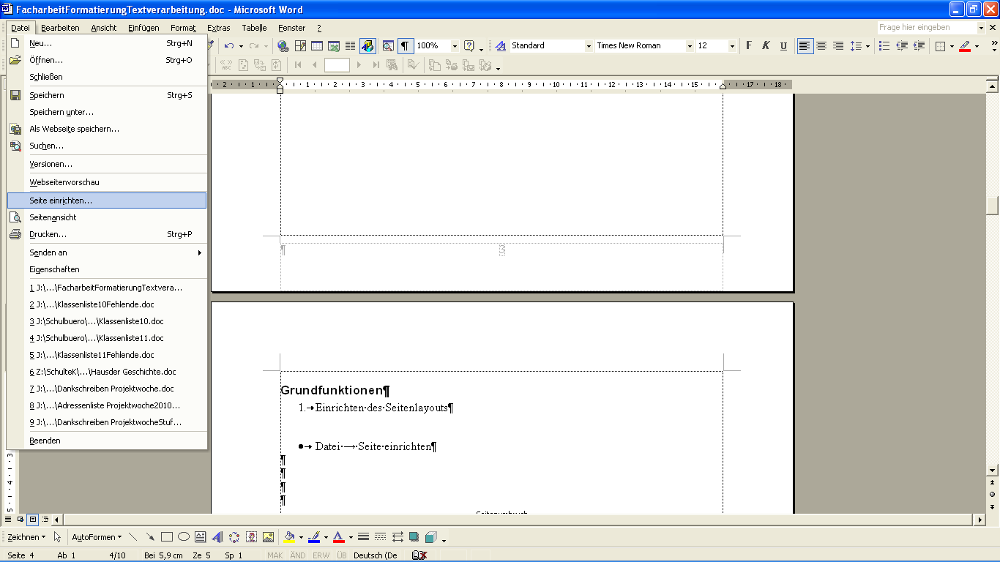 FacharbeitFormatierungTextverarbeitung.doc - Microsoft Word
Datei Bearbeiten Ansicht Einfügen Format Extras Tabelle Fenster ? Frage hier eingeben
100% Standard Times New Roman 12 F K U
Neu... Strg+N
Öffnen... Strg+O
Schließen
Speichern Strg+S
Speichern unter...
Als Webseite speichern...
Suchen...
Versionen...
Webseitenvorschau
Seite einrichten...
Seitenansicht
Drucken... Strg+P
Senden an
Eigenschaften
1 J:\...\FacharbeitFormatierungTextvera...
2 J:\...\Klassenliste10Fehlende.doc
3 J:\Schulbuero\...\Klassenliste10.doc
4 J:\Schulbuero\...\Klassenliste11.doc
5 J:\...\Klassenliste11Fehlende.doc
6 Z:\SchulteK\...\Hausder Geschichte.doc
7 J:\...\Dankschreiben Projektwoche.doc
8 J:\...\Adressenliste Projektwoche2010...
9 J:\...\Dankschreiben ProjektwocheStuf...
Beenden
2 1 1 2 3 4 5 6 7 8 9 10 11 12 13 14 15 17 18
¶ 3
Grundfunktionen¶
1.→Einrichten·des·Seitenlayouts¶
●→ Datei·→·Seite·einrichten¶
¶
¶
¶
¶
3
4
5
Zeichnen AutoFormen
Seite 4 Ab 1 4/10 Bei 5,9 cm Ze 5 Sp 1 MAK ÄND ERW ÜB Deutsch (De